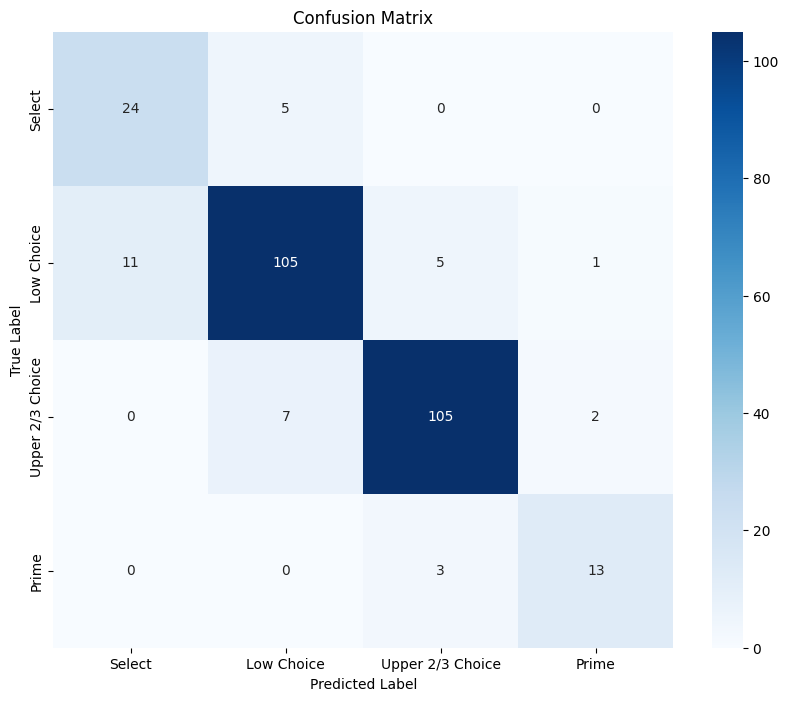 Confusion Matrix
True Label
Select
24 5 0 0
Low Choice
11 105 5 1
Upper 2/3 Choice
0 7 105 2
Prime
0 0 3 13
Select Low Choice Upper 2/3 Choice Prime
Predicted Label
100
80
60
40
20
0